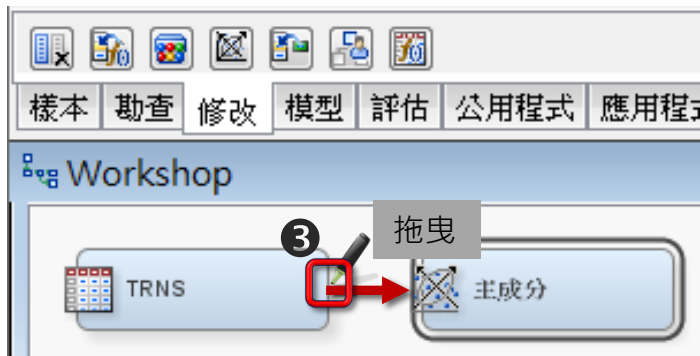 樣本 勘查 修改 模型 評估 公用程式 應用程式
Workshop
❸ 拖曳
TRNS 主成分